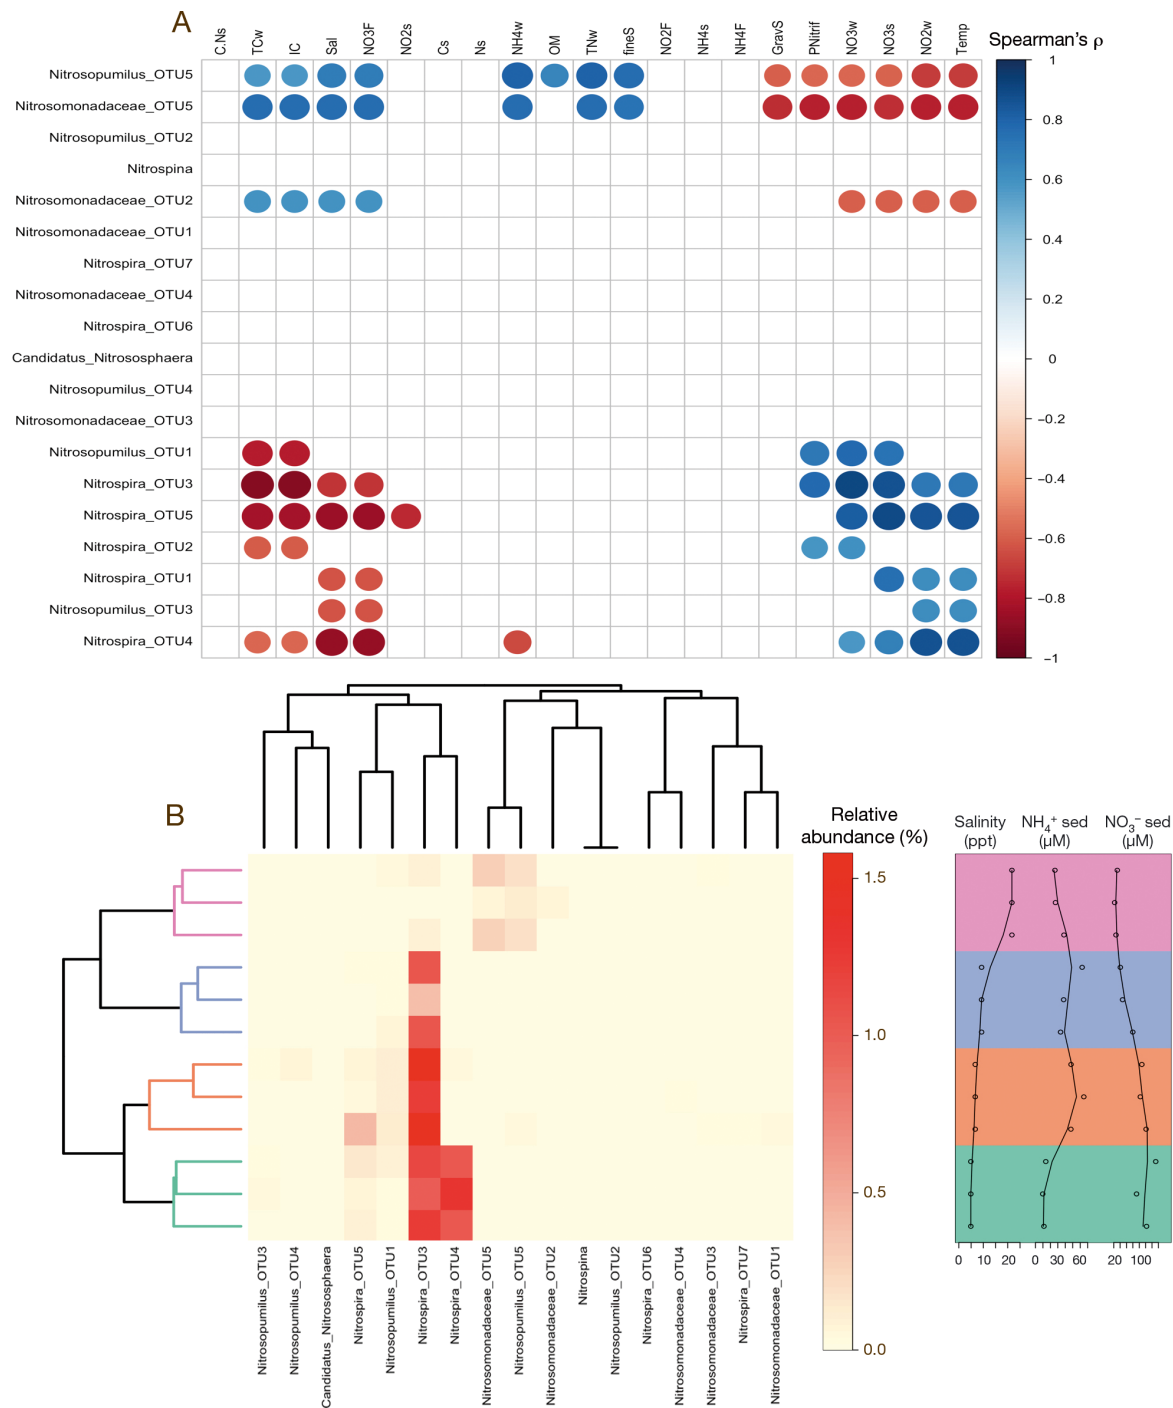 A
C.Ns
TCw
IC
Sal
NO3F
NO2s
Cs
Ns
NH4w
OM
TNw
fineS
NO2F
NH4s
NH4F
GravS
PNitrif
NO3w
NO3s
NO2w
Temp
Spearman's ρ
Nitrosopumilus_OTU5
Nitrosomonadaceae_OTU5
Nitrosopumilus_OTU2
Nitrospina
Nitrosomonadaceae_OTU2
Nitrosomonadaceae_OTU1
Nitrospira_OTU7
Nitrosomonadaceae_OTU4
Nitrospira_OTU6
Candidatus_Nitrososphaera
Nitrosopumilus_OTU4
Nitrosomonadaceae_OTU3
Nitrosopumilus_OTU1
Nitrospira_OTU3
Nitrospira_OTU5
Nitrospira_OTU2
Nitrospira_OTU1
Nitrosopumilus_OTU3
Nitrospira_OTU4
1
0.8
0.6
0.4
0.2
0
−0.2
−0.4
−0.6
−0.8
−1
B
Relative
abundance (%)
1.5
1.0
0.5
0.0
Salinity
(ppt)
NH4+ sed
(µM)
NO3− sed
(µM)
0 10 20
0 30 60
20 100
Nitrosopumilus_OTU3
Nitrosopumilus_OTU4
Candidatus_Nitrososphaera
Nitrospira_OTU5
Nitrosopumilus_OTU1
Nitrospira_OTU3
Nitrospira_OTU4
Nitrosomonadaceae_OTU5
Nitrosopumilus_OTU5
Nitrosomonadaceae_OTU2
Nitrospina
Nitrosopumilus_OTU2
Nitrospira_OTU6
Nitrosomonadaceae_OTU4
Nitrosomonadaceae_OTU3
Nitrospira_OTU7
Nitrosomonadaceae_OTU1